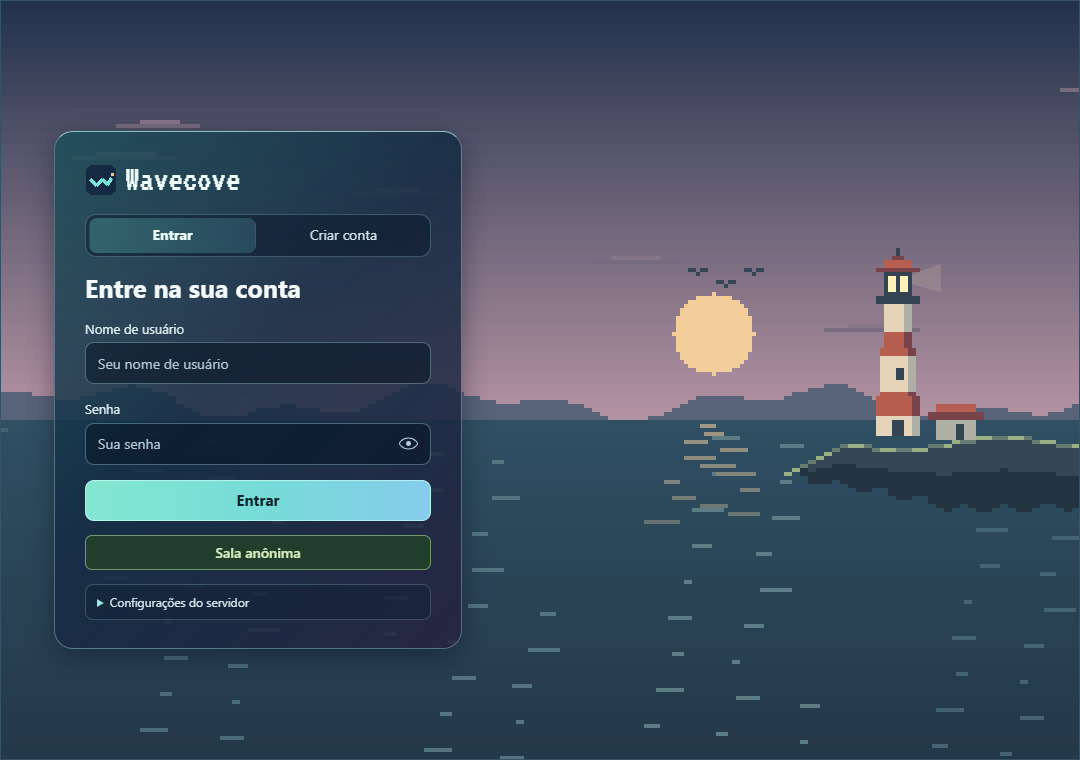 Wavecove
Entrar
Criar conta
Entre na sua conta
Nome de usuário
Seu nome de usuário
Senha
Sua senha
Entrar
Sala anônima
Configurações do servidor